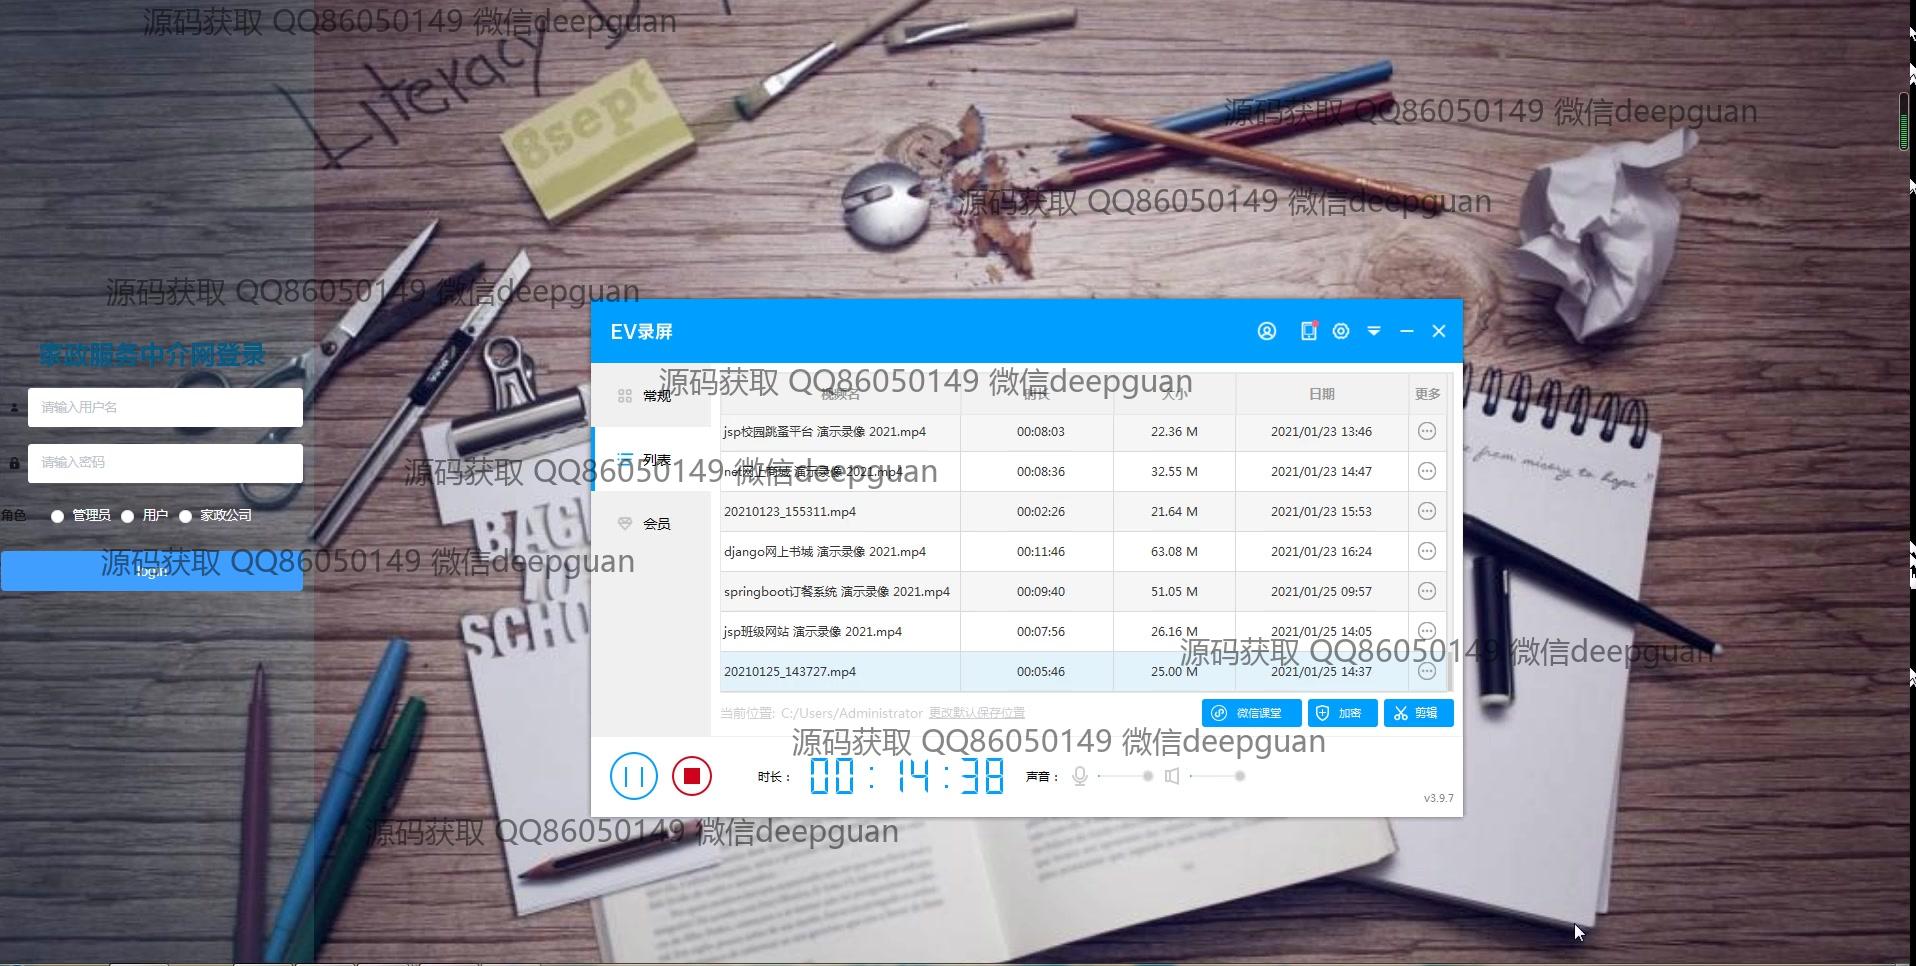 源码获取 QQ86050149 微信deepguan
Literacy
8sept
源码获取 QQ86050149 微信deepguan
源码获取 QQ86050149 微信deepguan
源码获取 QQ86050149 微信deepguan
家政服务中介网登录
请输入用户名
请输入密码
角色 管理员 用户 家政公司
login
源码获取 QQ86050149 微信deepguan
BACK
TO
SCHO
from misery to hope
EV录屏
源码获取 QQ86050149 微信deepguan
常规
列表
会员
视频名 时长 大小 日期 更多
jsp校园跳蚤平台 演示录像 2021.mp4 00:08:03 22.36 M 2021/01/23 13:46
源码获取 QQ86050149 微信deepguan
net网上书城 演示录像 2021.mp4 00:08:36 32.55 M 2021/01/23 14:47
20210123_155311.mp4 00:02:26 21.64 M 2021/01/23 15:53
django网上书城 演示录像 2021.mp4 00:11:46 63.08 M 2021/01/23 16:24
springboot订餐系统 演示录像 2021.mp4 00:09:40 51.05 M 2021/01/25 09:57
jsp班级网站 演示录像 2021.mp4 00:07:56 26.16 M 2021/01/25 14:05
源码获取 QQ86050149 微信deepguan
20210125_143727.mp4 00:05:46 25.00 M 2021/01/25 14:37
当前位置: C:/Users/Administrator 更改默认保存位置
微信课堂 加密 剪辑
源码获取 QQ86050149 微信deepguan
时长： 00:14:38 声音：
v3.9.7
源码获取 QQ86050149 微信deepguan